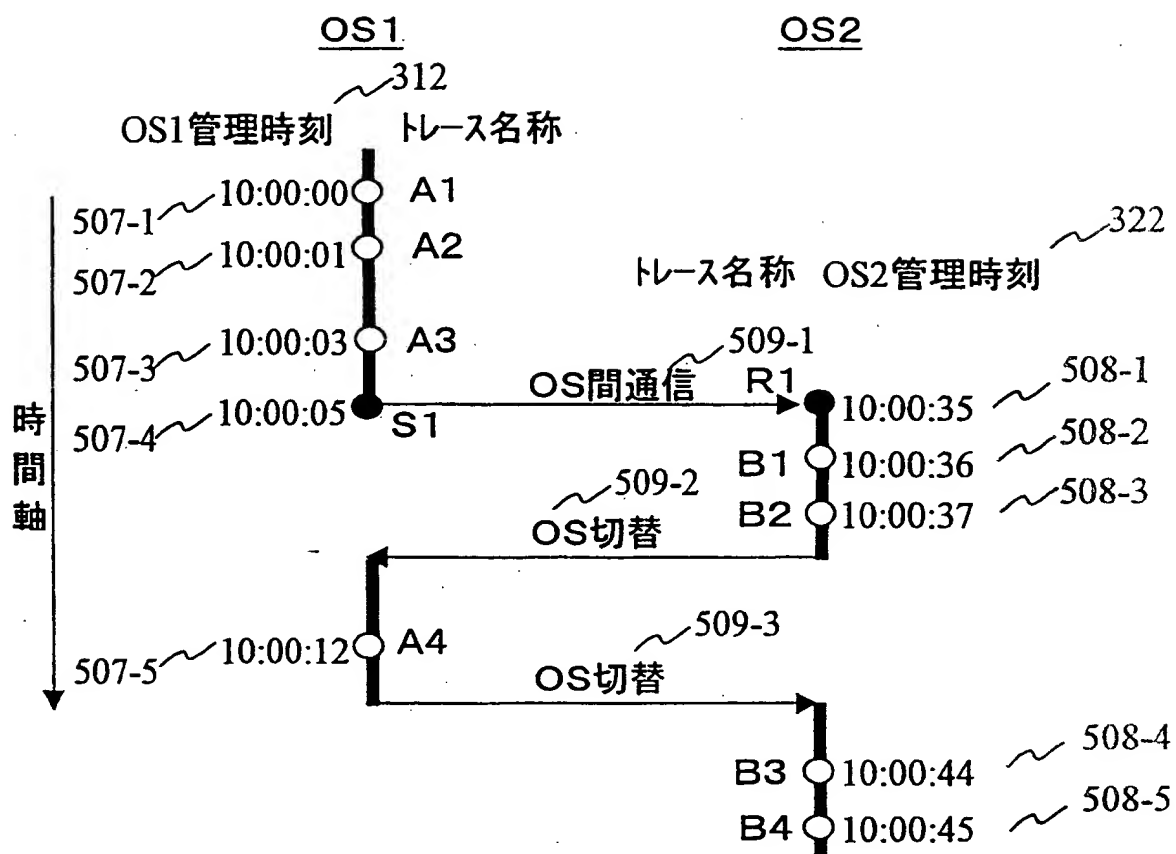 OS1 OS2
312
OS1管理時刻 トレース名称
507-1 10:00:00 A1
507-2 10:00:01 A2
322
トレース名称 OS2管理時刻
507-3 10:00:03 A3
509-1
OS間通信
507-4 10:00:05 S1
R1 10:00:35 508-1
B1 10:00:36 508-2
B2 10:00:37 508-3
509-2
OS切替
時間軸
507-5 10:00:12 A4
509-3
OS切替
B3 10:00:44 508-4
B4 10:00:45 508-5